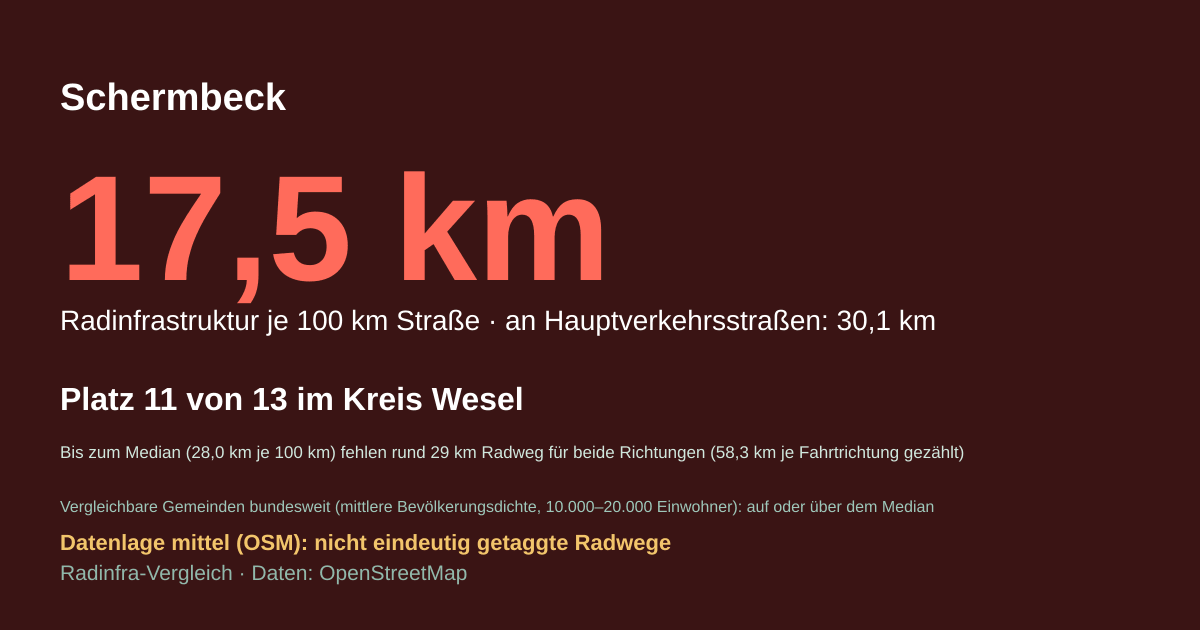 Schermbeck
17,5 km
Radinfrastruktur je 100 km Straße · an Hauptverkehrsstraßen: 30,1 km
Platz 11 von 13 im Kreis Wesel
Bis zum Median (28,0 km je 100 km) fehlen rund 29 km Radweg für beide Richtungen (58,3 km je Fahrtrichtung gezählt)
Vergleichbare Gemeinden bundesweit (mittlere Bevölkerungsdichte, 10.000–20.000 Einwohner): auf oder über dem Median
Datenlage mittel (OSM): nicht eindeutig getaggte Radwege
Radinfra-Vergleich · Daten: OpenStreetMap